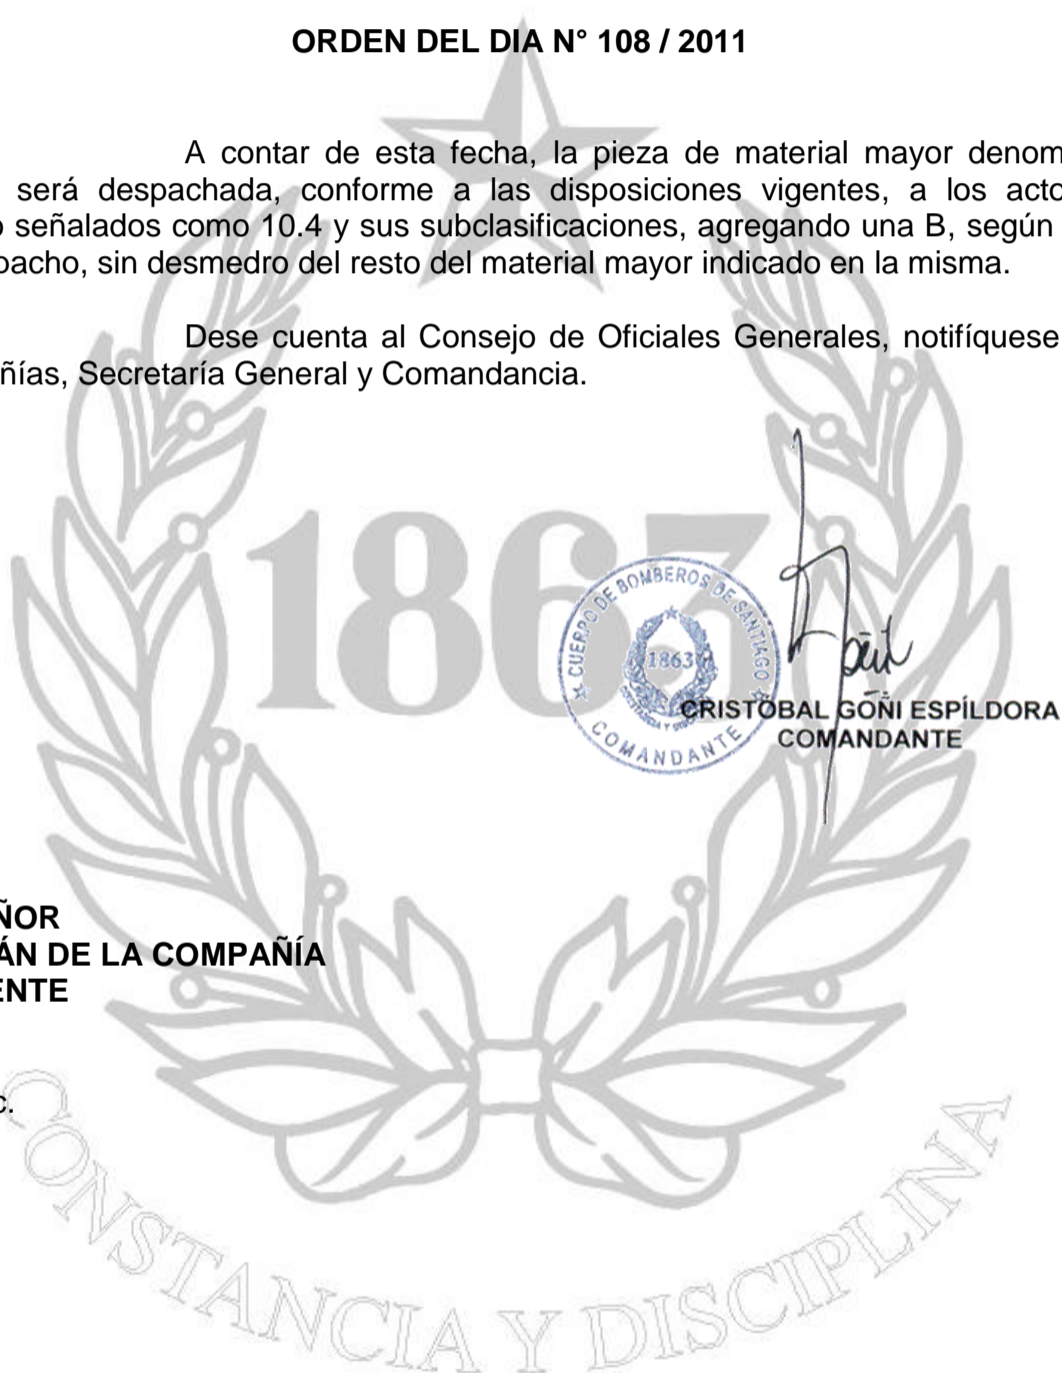 ORDEN DEL DIA N° 108 / 2011
A contar de esta fecha, la pieza de material mayor denom
será despachada, conforme a las disposiciones vigentes, a los acto
o señalados como 10.4 y sus subclasificaciones, agregando una B, según
pacho, sin desmedro del resto del material mayor indicado en la misma.
Dese cuenta al Consejo de Oficiales Generales, notifíquese
ñías, Secretaría General y Comandancia.
1863
CUERPO DE BOMBEROS DE SANTIAGO
1863
COMANDANTE
CRISTÓBAL GOÑI ESPÍLDORA
COMANDANTE
ÑOR
ÁN DE LA COMPAÑÍA
ENTE
c.
CONSTANCIA Y DISCIPLINA